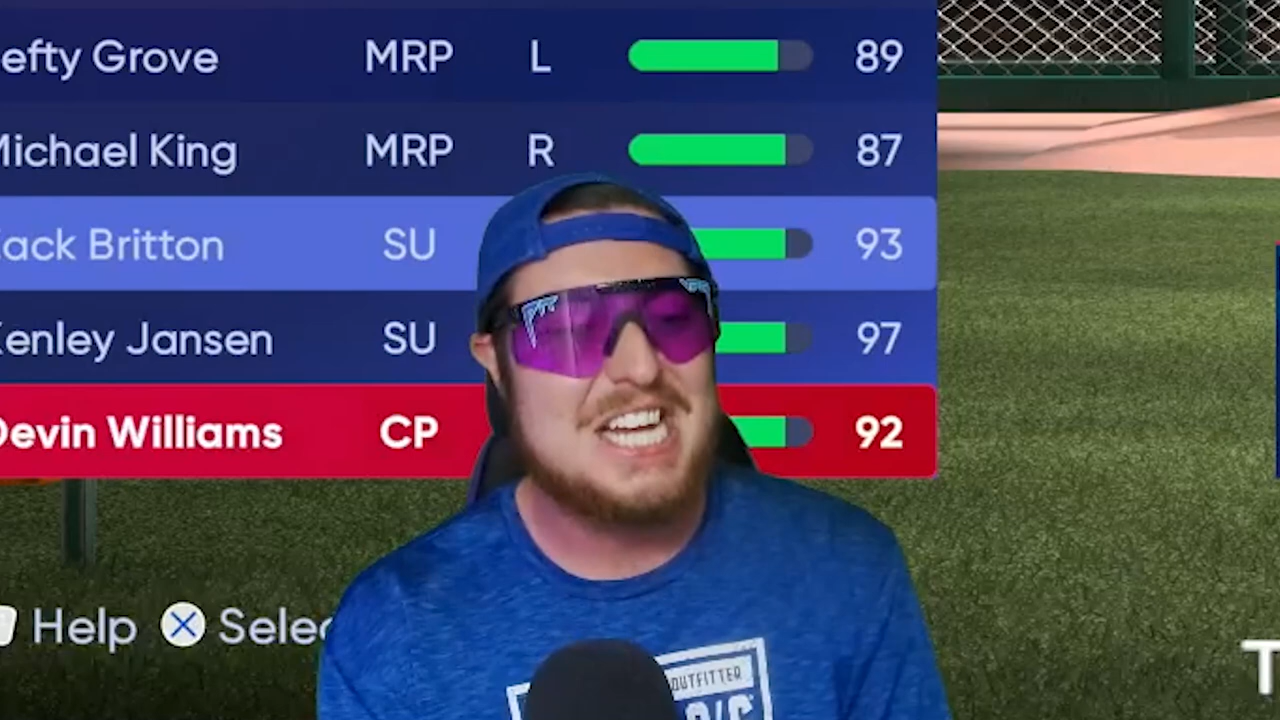 efty Grove MRP L 89
Michael King MRP R 87
Zack Britton SU 93
Kenley Jansen SU 97
Devin Williams CP 92
Help Selec
OUTFITTER
T